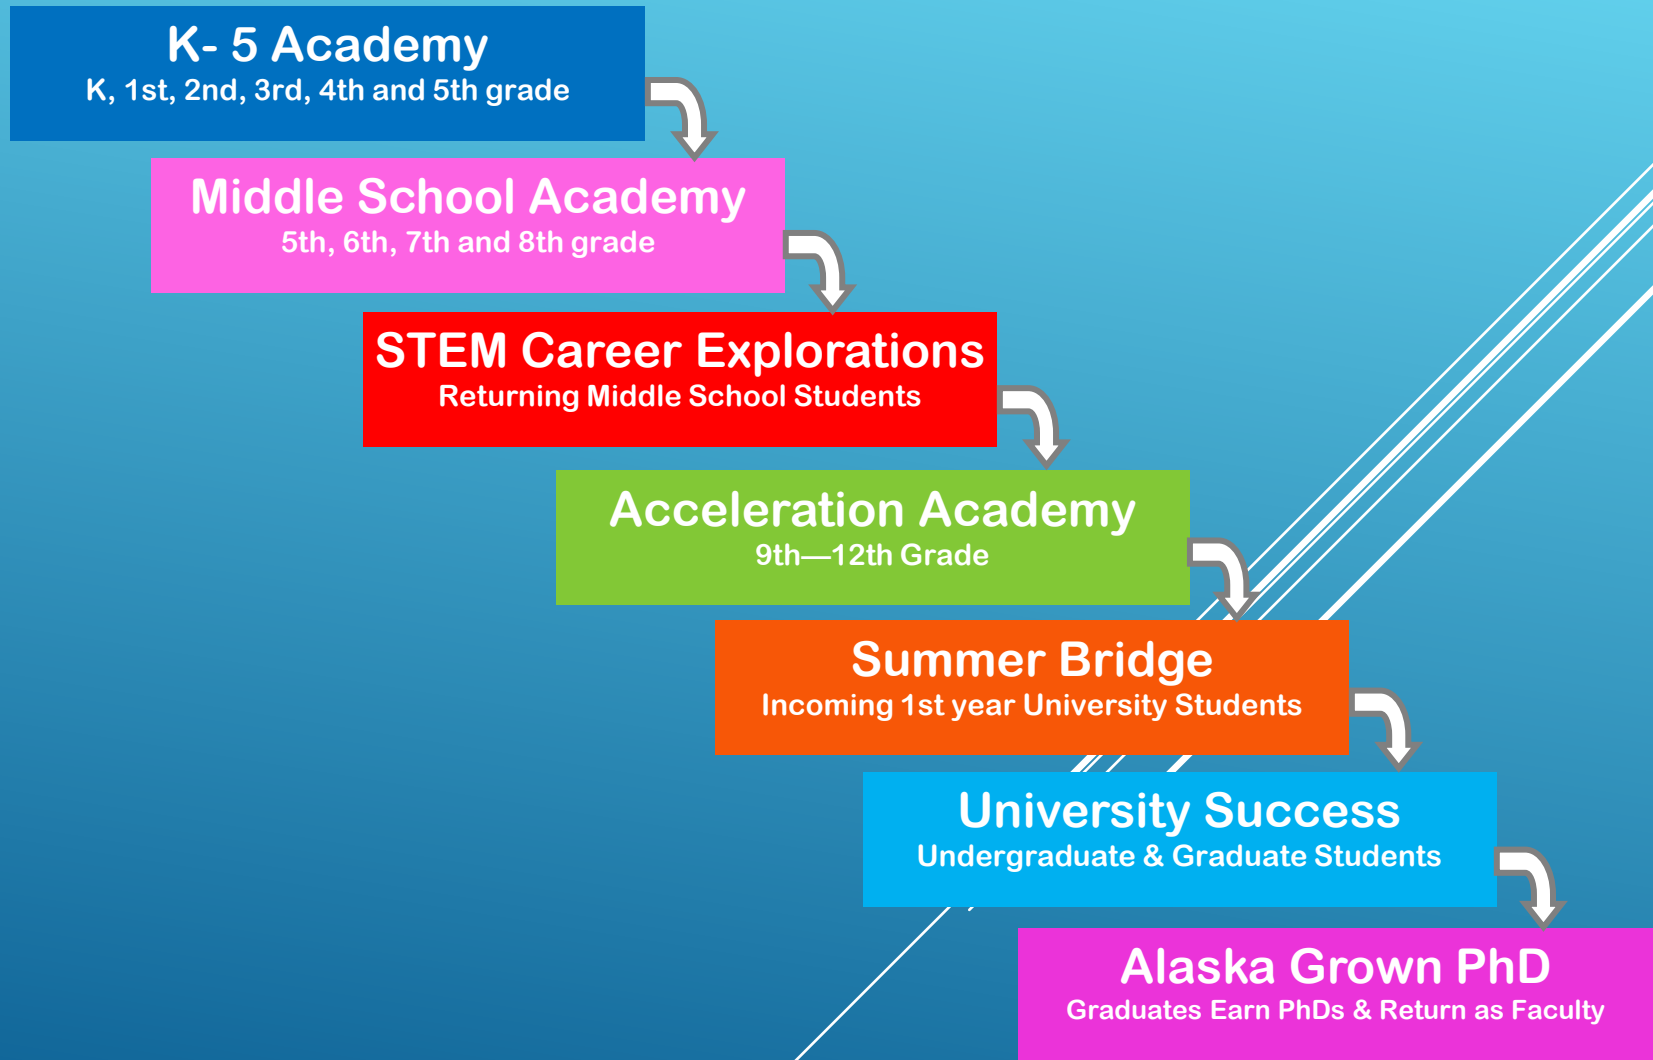 K- 5 Academy
K, 1st, 2nd, 3rd, 4th and 5th grade
Middle School Academy
5th, 6th, 7th and 8th grade
STEM Career Explorations
Returning Middle School Students
Acceleration Academy
9th—12th Grade
Summer Bridge
Incoming 1st year University Students
University Success
Undergraduate & Graduate Students
Alaska Grown PhD
Graduates Earn PhDs & Return as Faculty